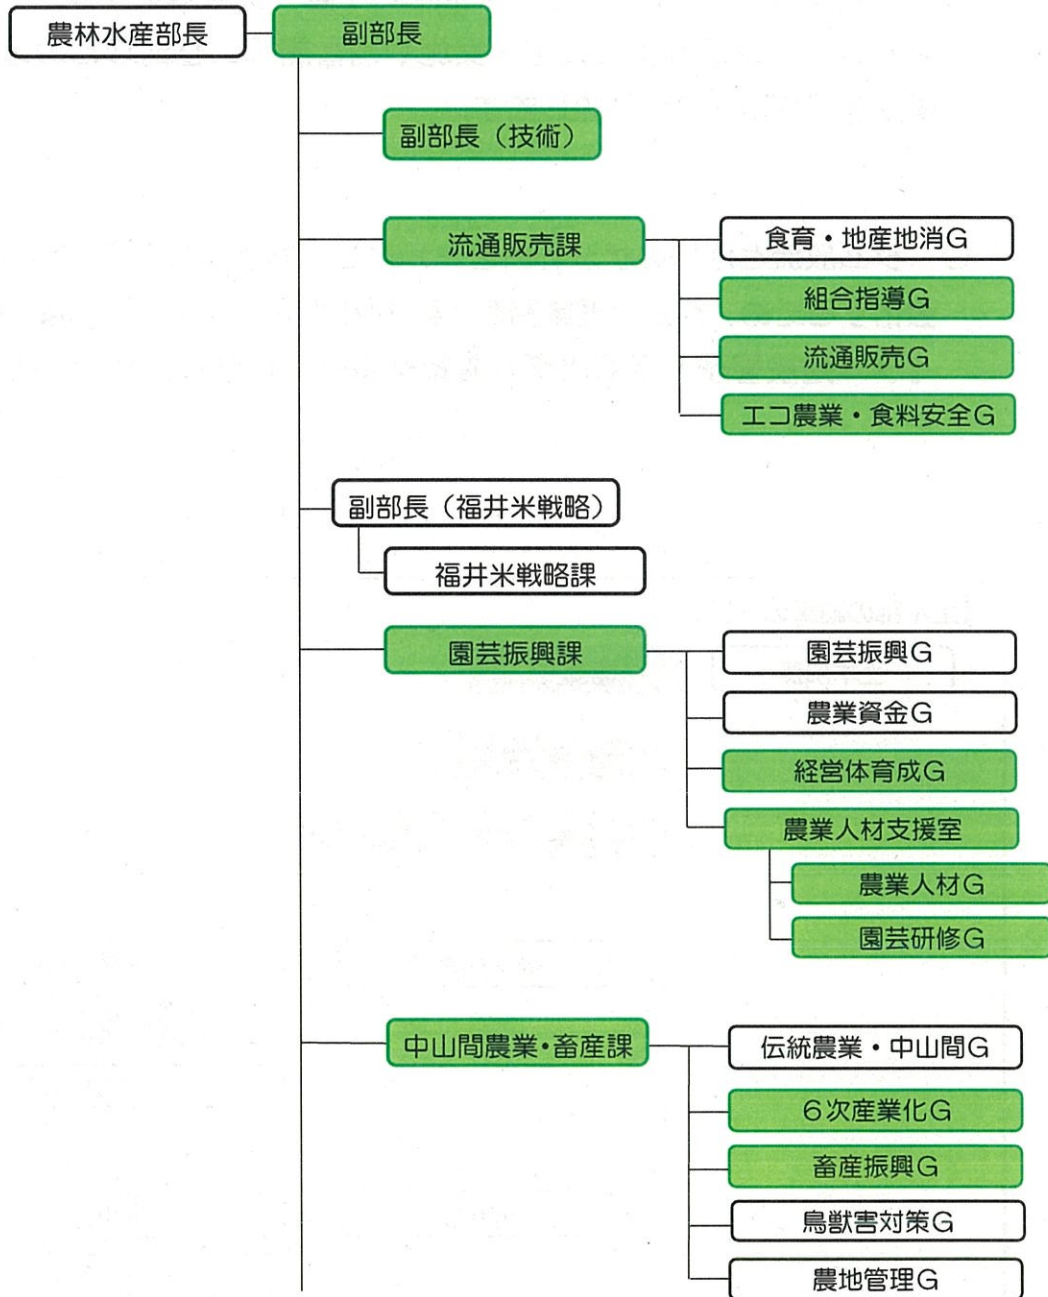 農林水産部長
副部長
副部長（技術）
流通販売課
食育・地産地消G
組合指導G
流通販売G
エコ農業・食料安全G
副部長（福井米戦略）
福井米戦略課
園芸振興課
園芸振興G
農業資金G
経営体育成G
農業人材支援室
農業人材G
園芸研修G
中山間農業・畜産課
伝統農業・中山間G
６次産業化G
畜産振興G
鳥獣害対策G
農地管理G